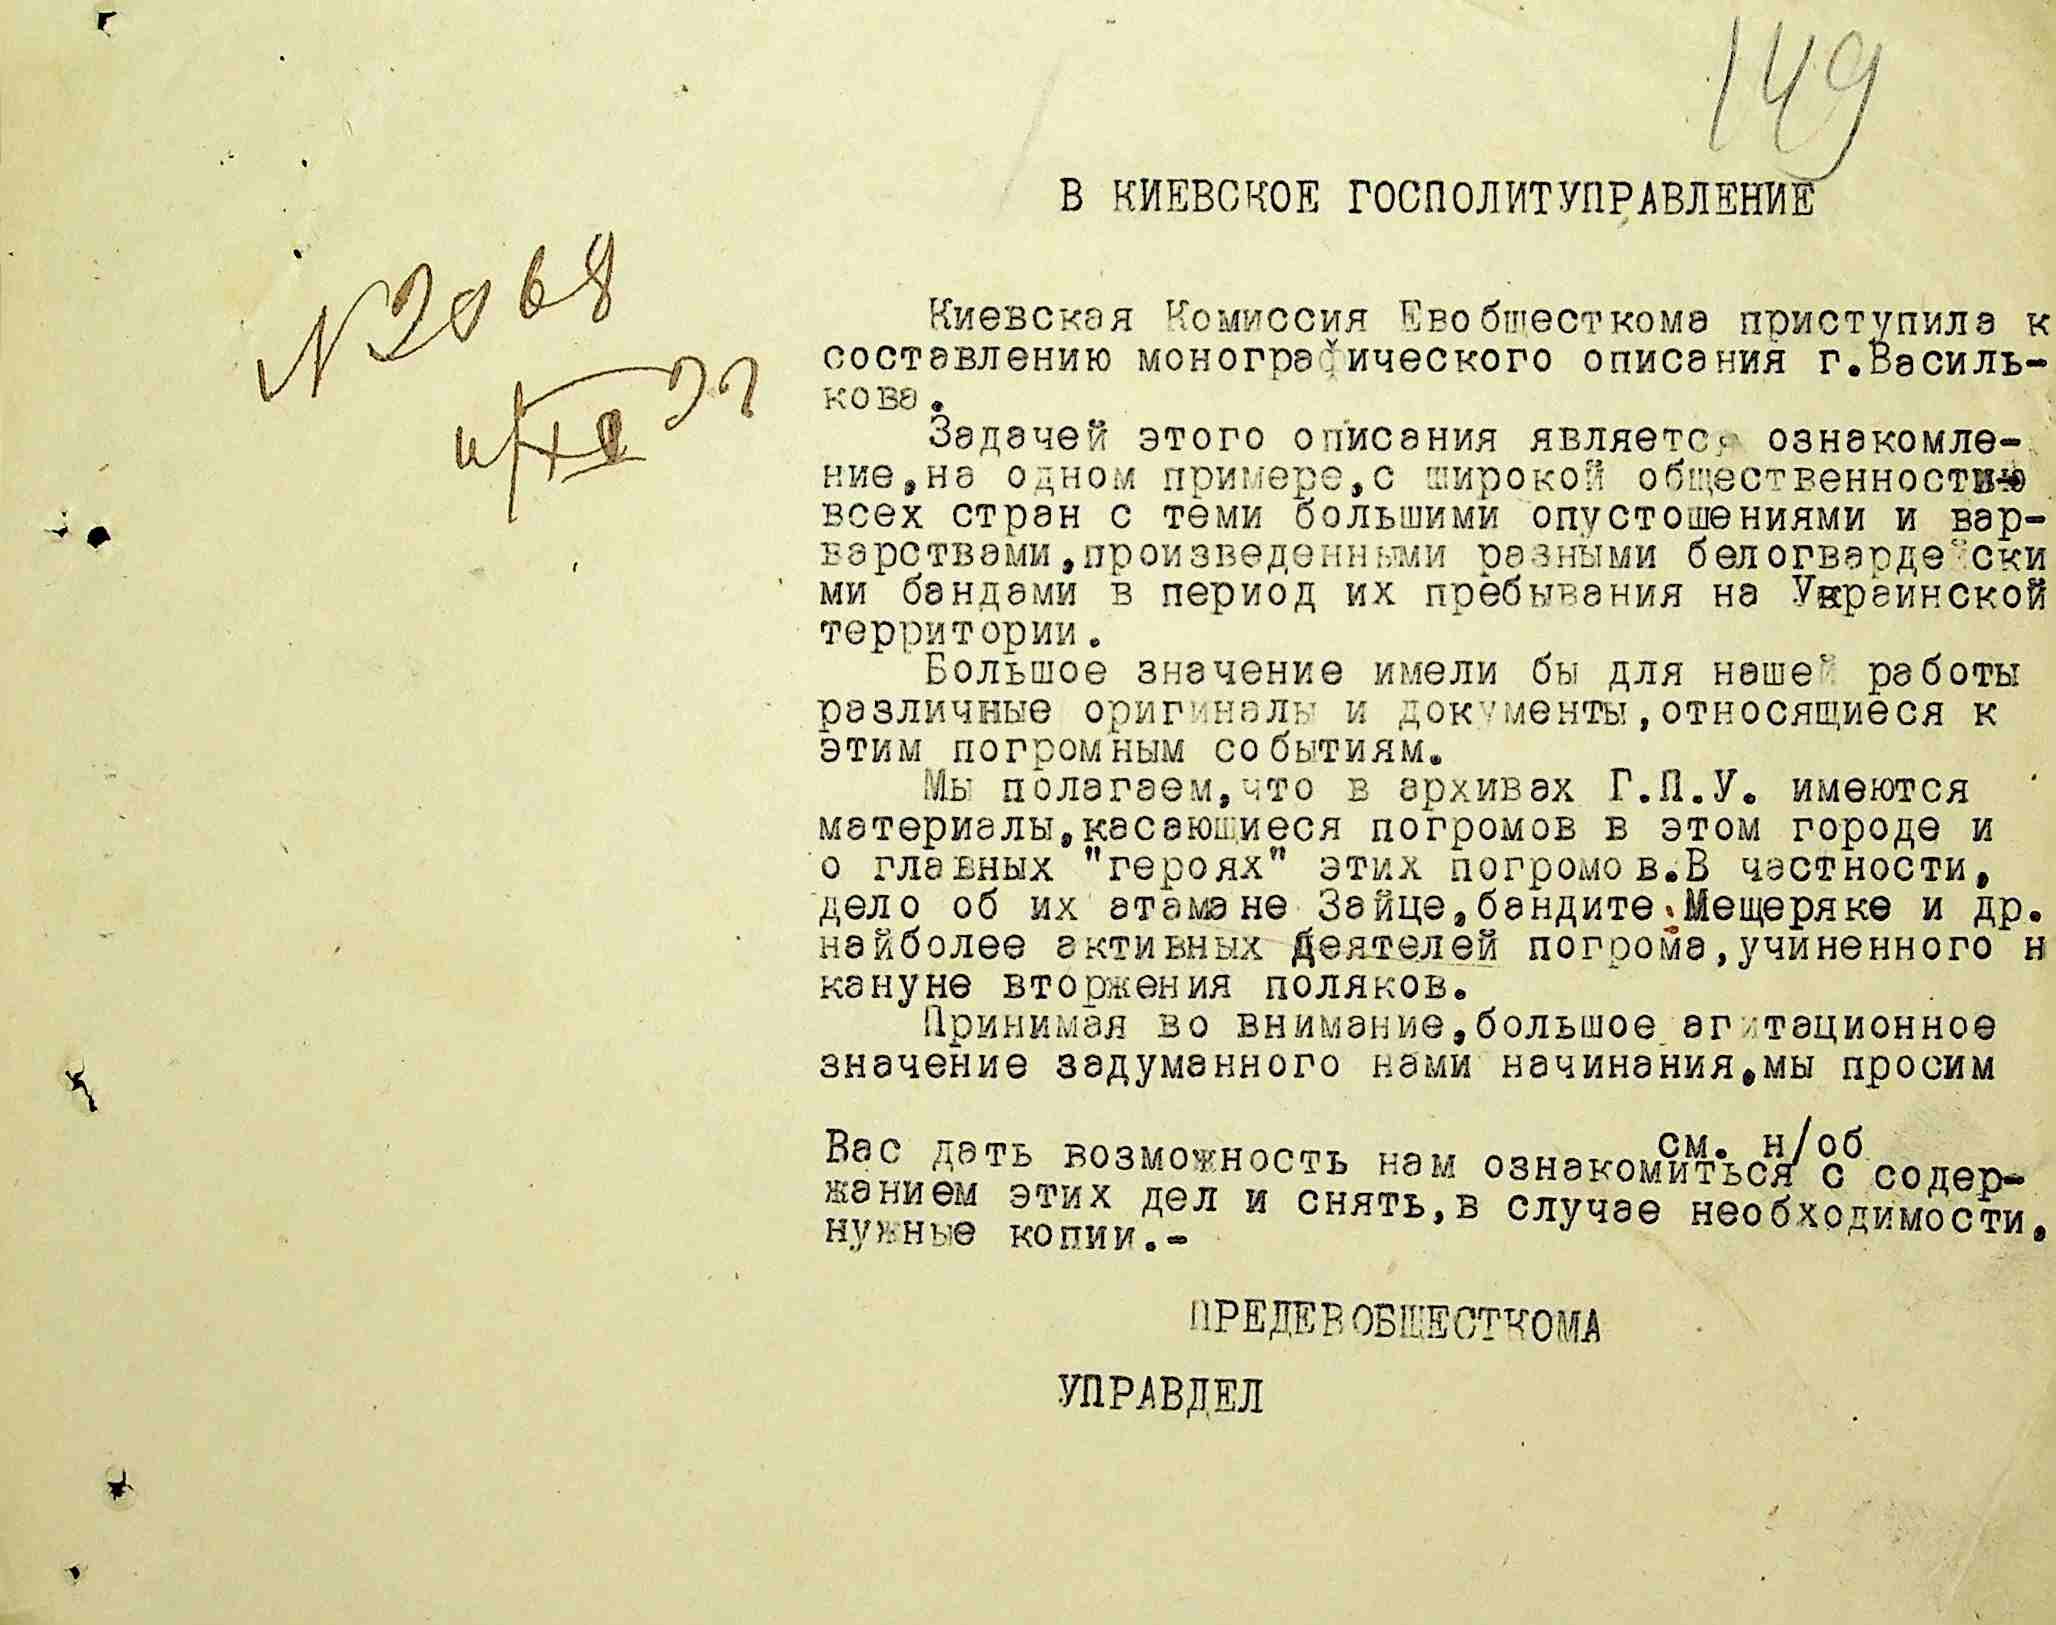 149
В КИЕВСКОЕ ГОСПОЛИТУПРАВЛЕНИЕ
N 2068
Киевская Комиссия Евобщесткома приступила к
составлению монографического описания г.Василь-
кова.
Задачей этого описания является ознакомле-
ние,на одном примере,с широкой общественностию
всех стран с теми большими опустошениями и вар-
варствами,произведенными разными белогвардейски
ми бандами в период их пребывания на Украинской
территории.
Большое значение имели бы для нашей работы
различные оригиналы и документы,относящиеся к
этим погромным событиям.
Мы полагаем,что в архивах Г.П.У. имеются
материалы,касающиеся погромов в этом городе и
о главных "героях" этих погромов.В частности,
дело об их атамане Зайце,бандите Мещеряке и др.
найболее активных деятелей погрома,учиненного н
кануне вторжения поляков.
Принимая во внимание,большое агитационное
значение задуманного нами начинания,мы просим
см. н/об
Вас дать возможность нам ознакомиться с содер-
жанием этих дел и снять,в случае необходимости,
нужные копии.-
ПРЕДЕВОБЩЕСТКОМА
УПРАВДЕЛ